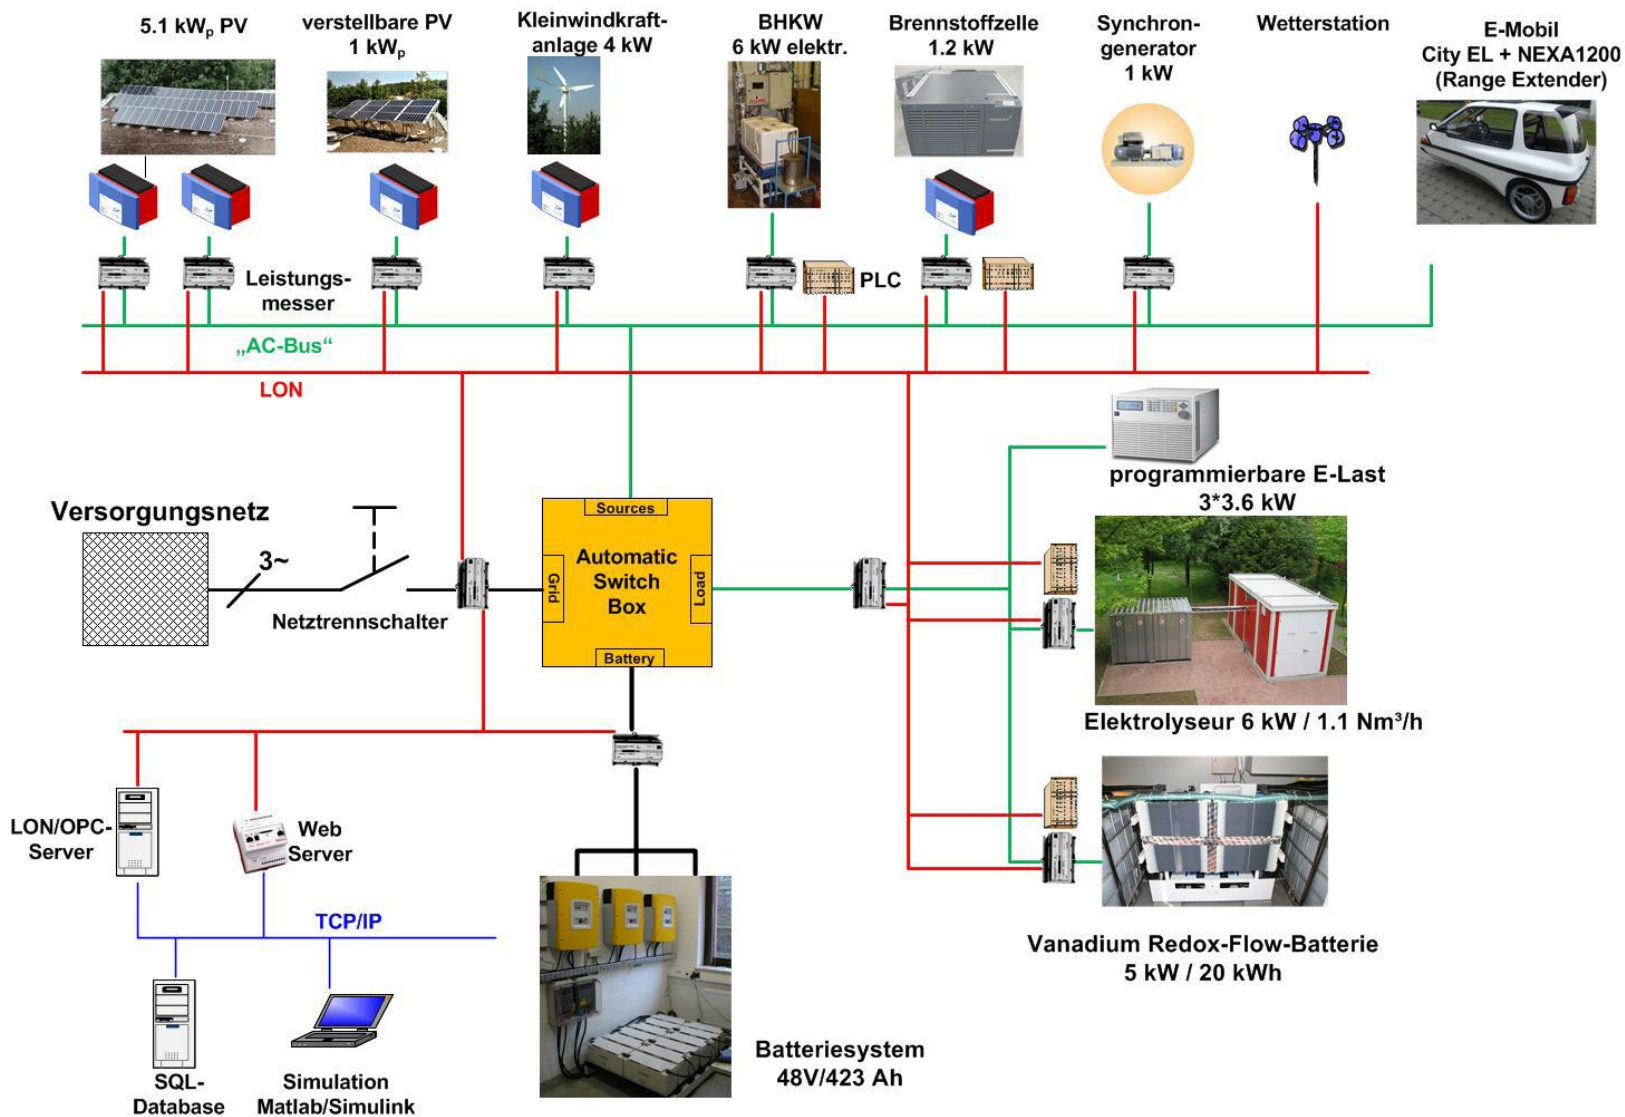 5.1 kWp PV
verstellbare PV
1 kWp
Kleinwindkraft-
anlage 4 kW
BHKW
6 kW elektr.
Brennstoffzelle
1.2 kW
Synchron-
generator
1 kW
Wetterstation
E-Mobil
City EL + NEXA1200
(Range Extender)
Leistungs-
messer
PLC
„AC-Bus“
LON
programmierbare E-Last
3*3.6 kW
Versorgungsnetz
3~
Netztrennschalter
Sources
Grid
Automatic
Switch
Box
Load
Battery
Elektrolyseur 6 kW / 1.1 Nm³/h
LON/OPC-
Server
Web
Server
TCP/IP
Vanadium Redox-Flow-Batterie
5 kW / 20 kWh
SQL-
Database
Simulation
Matlab/Simulink
Batteriesystem
48V/423 Ah